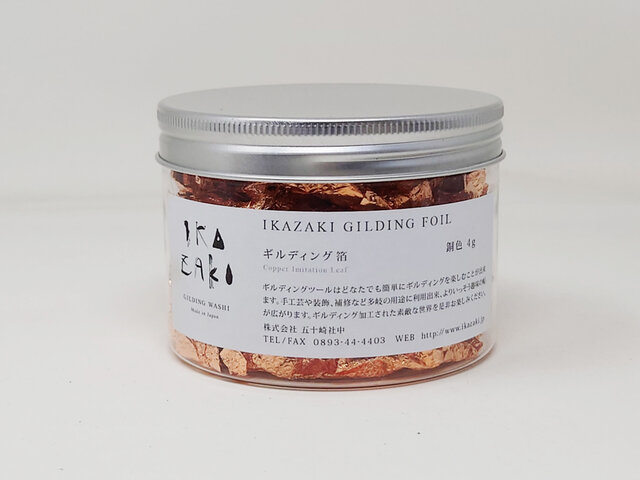 IKA
ZAKI
GILDING WASHI
Made in Japan
IKAZAKI GILDING FOIL
ギルディング 箔
銅色 4g
Copper Imitation Leaf
ギルディングツールはどなたでも簡単にギルディングを楽しむことが出来
ます。手工芸や装飾、補修など多岐の用途に利用出来、よりいっそう趣味の幅
が広がります。ギルディング加工された素敵な世界を是非お楽しみください。
株式会社 五十崎社中
TEL/FAX 0893-44-4403 WEB http://www.ikazaki.jp